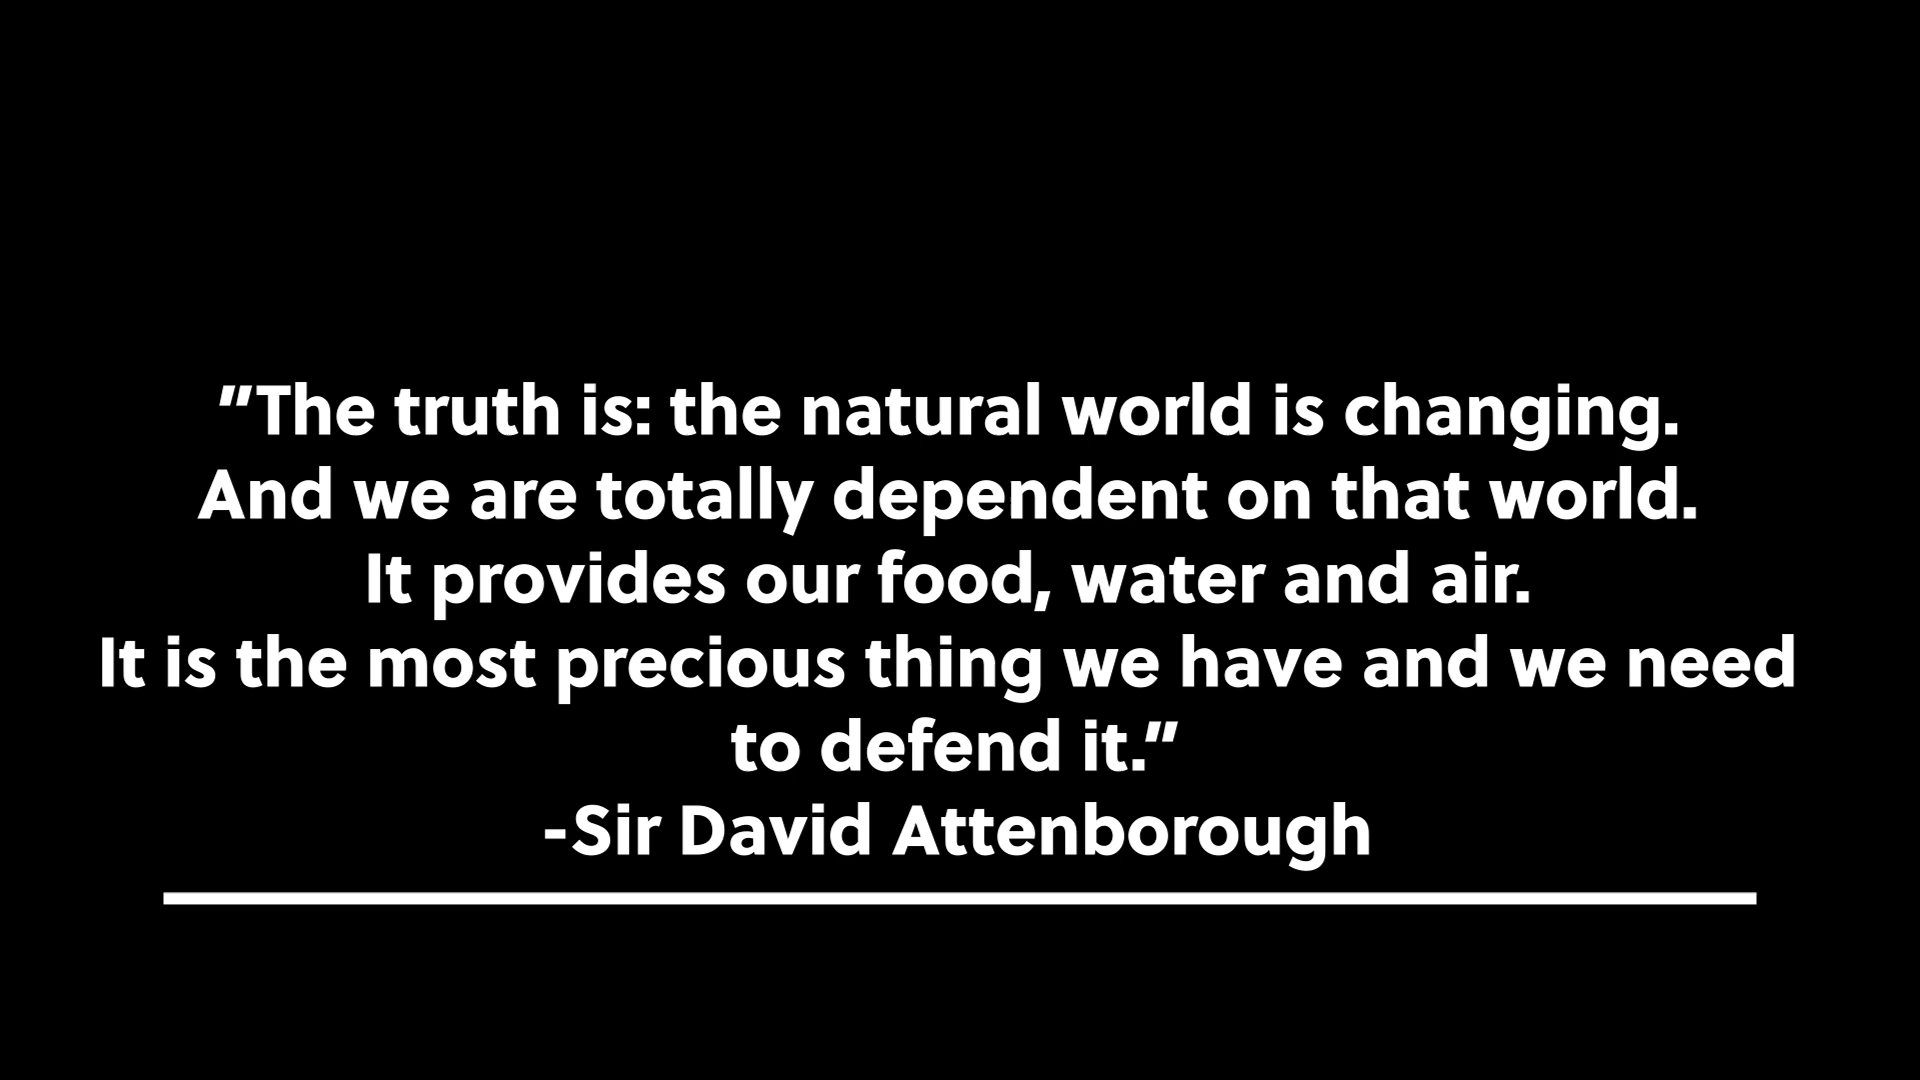 "The truth is: the natural world is changing.
And we are totally dependent on that world.
It provides our food, water and air.
It is the most precious thing we have and we need
to defend it."
-Sir David Attenborough